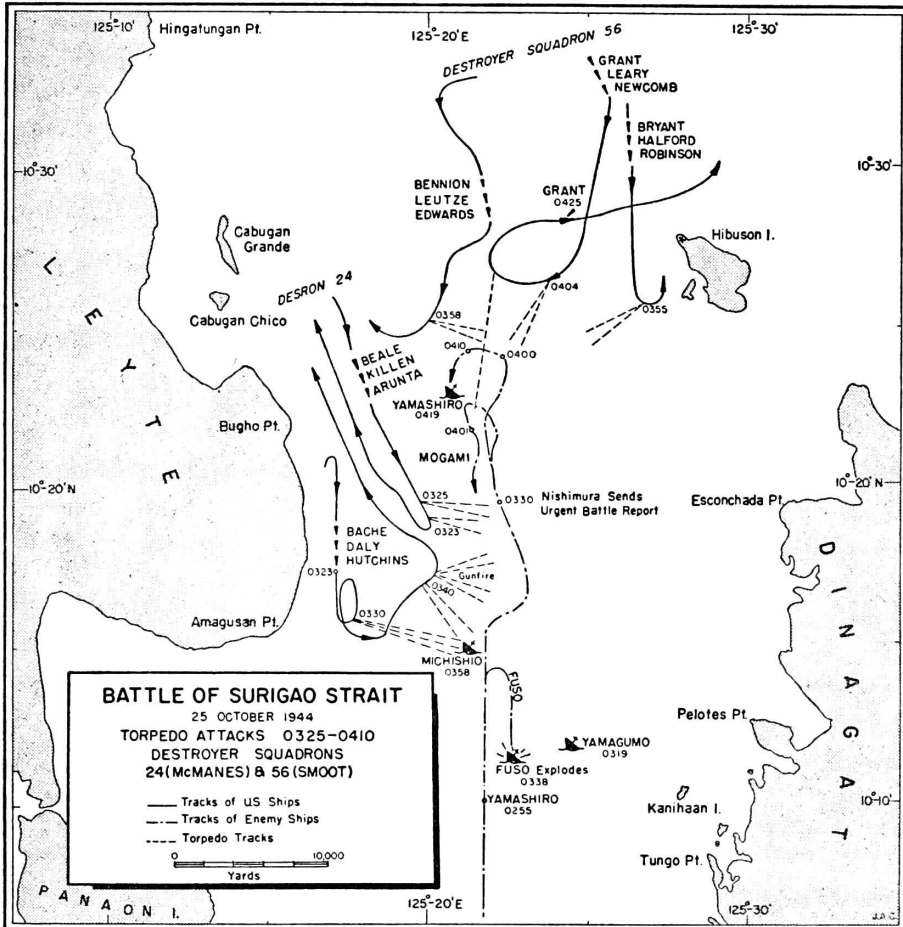 125°-10'
125°-20'E
125°-30'
Hingatungan Pt.
DESTROYER SQUADRON 56
GRANT
LEARY
NEWCOMB
BRYANT
HALFORD
ROBINSON
10°-30'
10°-30'
BENNION
LEUTZE
EDWARDS
GRANT
0425
Hibuson I.
Cabugan
Grande
DESRON 24
Cabugan Chico
0404
0355
0358
0410
0400
BEALE
KILLEN
ARUNTA
YAMASHIRO
0419
0401
MOGAMI
LEYTE
Bugho Pt.
10°-20'N
10°-20'
0325
0330
Nishimura Sends
Urgent Battle Report
Esconchada Pt.
0323
BACHE
DALY
HUTCHINS
0323
Gunfire
0340
0330
Amagusan Pt.
MICHISHIO
0358
DINAGAT
FUSO
Pelotes Pt.
YAMAGUMO
0319
FUSO Explodes
0338
YAMASHIRO
0255
Kanihaan I.
10°-10'
Tungo Pt.
BATTLE OF SURIGAO STRAIT
25 OCTOBER 1944
TORPEDO ATTACKS 0325-0410
DESTROYER SQUADRONS
24(McMANES) & 56(SMOOT)
Tracks of US Ships
Tracks of Enemy Ships
Torpedo Tracks
0 10,000
Yards
PANAON I.
125°-20'E
125°-30'
J.A.C.